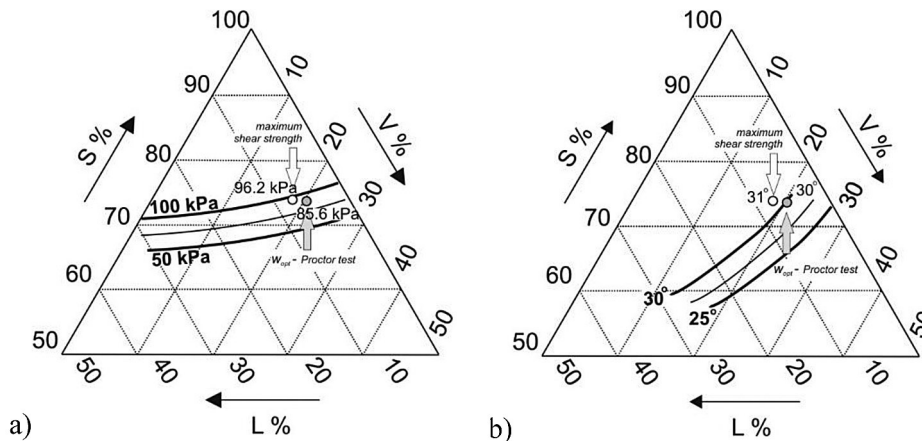 a)
100
90
10
S %
V %
80
20
maximum
shear strength
96.2 kPa
100 kPa
30
70
85.6 kPa
50 kPa
w_opt - Proctor test
40
60
50
50
50
40
30
20
10
L %
b)
100
90
10
S %
V %
80
20
maximum
shear strength
31°
30°
30
70
w_opt - Proctor test
40
60
30°
25°
50
50
50
40
30
20
10
L %